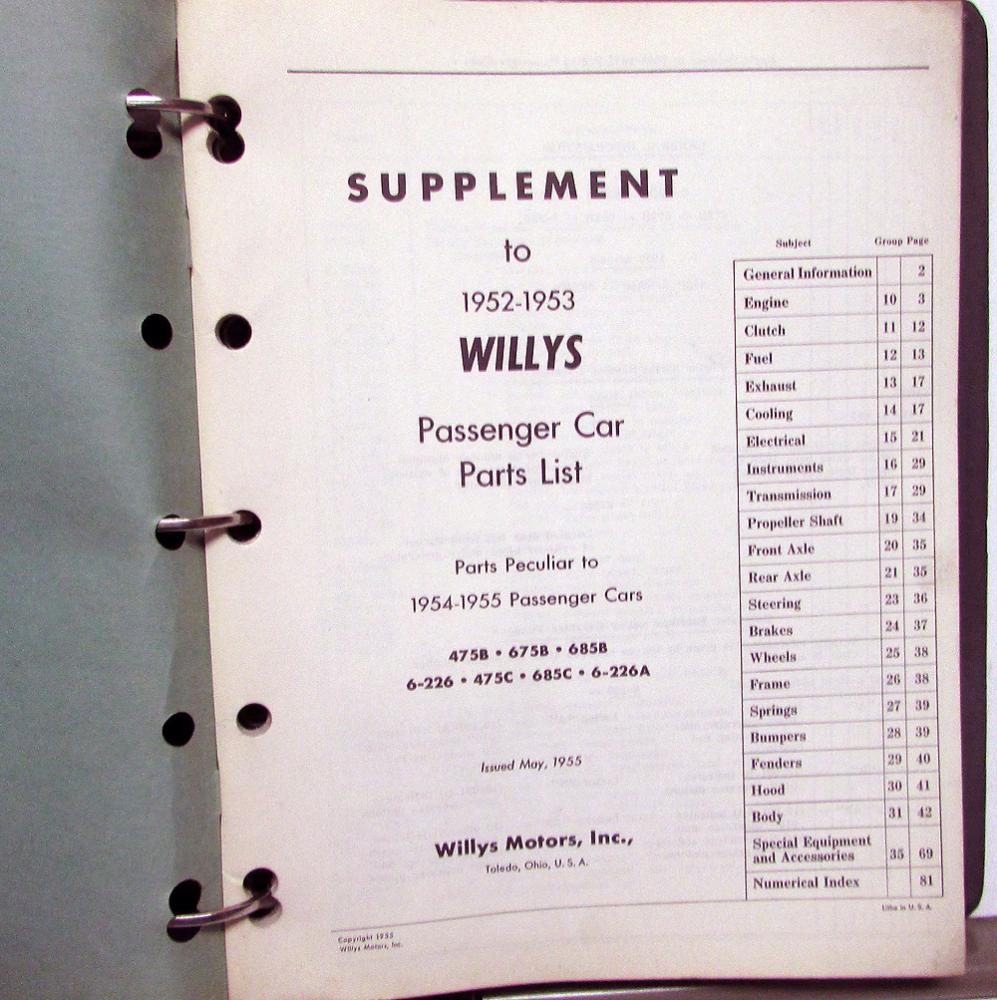 SUPPLEMENT
to
1952-1953
WILLYS
Passenger Car
Parts List
Parts Peculiar to
1954-1955 Passenger Cars
475B • 675B • 685B
6-226 • 475C • 685C • 6-226A
Issued May, 1955
Willys Motors, Inc.,
Toledo, Ohio, U. S. A.
Copyright 1955
Willys Motors, Inc.
Subject Group Page
General Information 2
Engine 10 3
Clutch 11 12
Fuel 12 13
Exhaust 13 17
Cooling 14 17
Electrical 15 21
Instruments 16 29
Transmission 17 29
Propeller Shaft 19 34
Front Axle 20 35
Rear Axle 21 35
Steering 23 36
Brakes 24 37
Wheels 25 38
Frame 26 38
Springs 27 39
Bumpers 28 39
Fenders 29 40
Hood 30 41
Body 31 42
Special Equipment
and Accessories 35 69
Numerical Index 81
Litho in U. S. A.